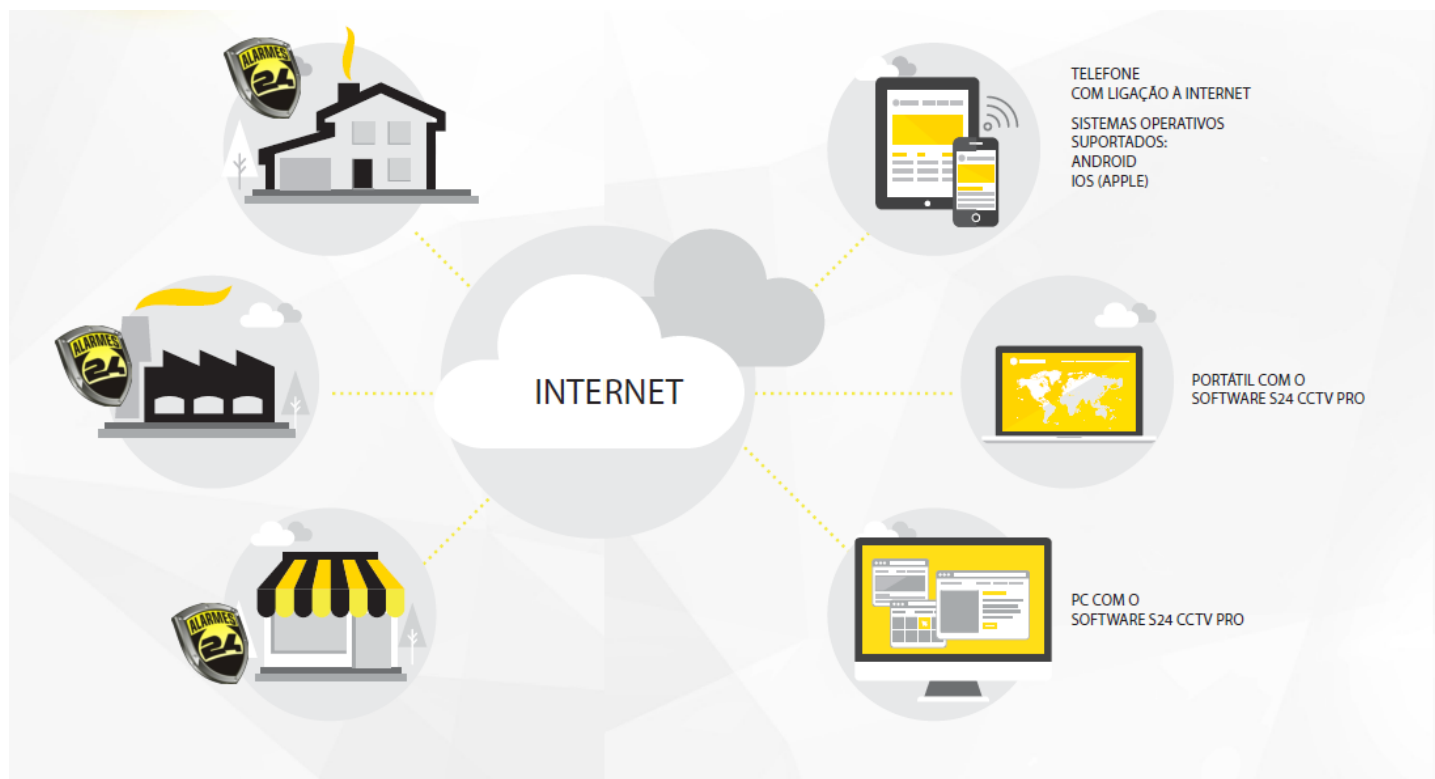 ALARMES
24
TELEFONE
COM LIGAÇÃO À INTERNET
SISTEMAS OPERATIVOS
SUPORTADOS:
ANDROID
IOS (APPLE)
ALARMES
24
INTERNET
PORTÁTIL COM O
SOFTWARE S24 CCTV PRO
ALARMES
24
PC COM O
SOFTWARE S24 CCTV PRO